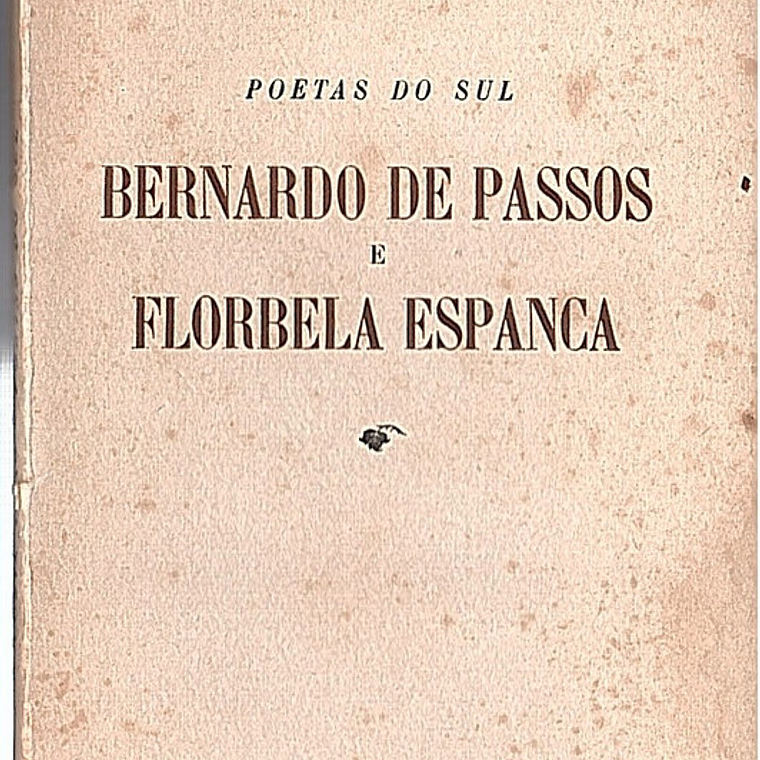 POETAS DO SUL
BERNARDO DE PASSOS
E
FLORBELA ESPANCA